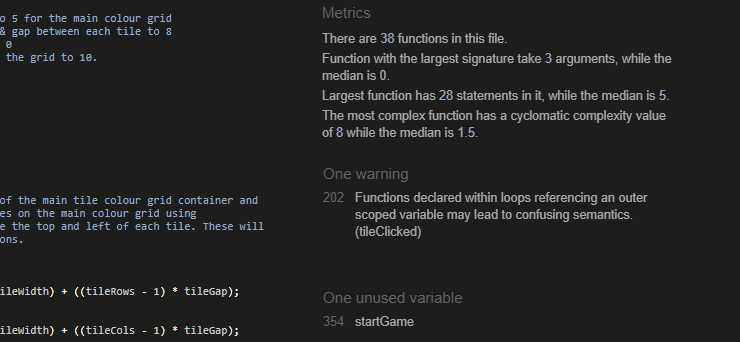 o 5 for the main colour grid
& gap between each tile to 8
0
the grid to 10.
of the main tile colour grid container and
es on the main colour grid using
e the top and left of each tile. These will
ons.
ileWidth) + ((tileRows - 1) * tileGap);
ileWidth) + ((tileCols - 1) * tileGap);
Metrics
There are 38 functions in this file.
Function with the largest signature take 3 arguments, while the
median is 0.
Largest function has 28 statements in it, while the median is 5.
The most complex function has a cyclomatic complexity value
of 8 while the median is 1.5.
One warning
202 Functions declared within loops referencing an outer
scoped variable may lead to confusing semantics.
(tileClicked)
One unused variable
354 startGame